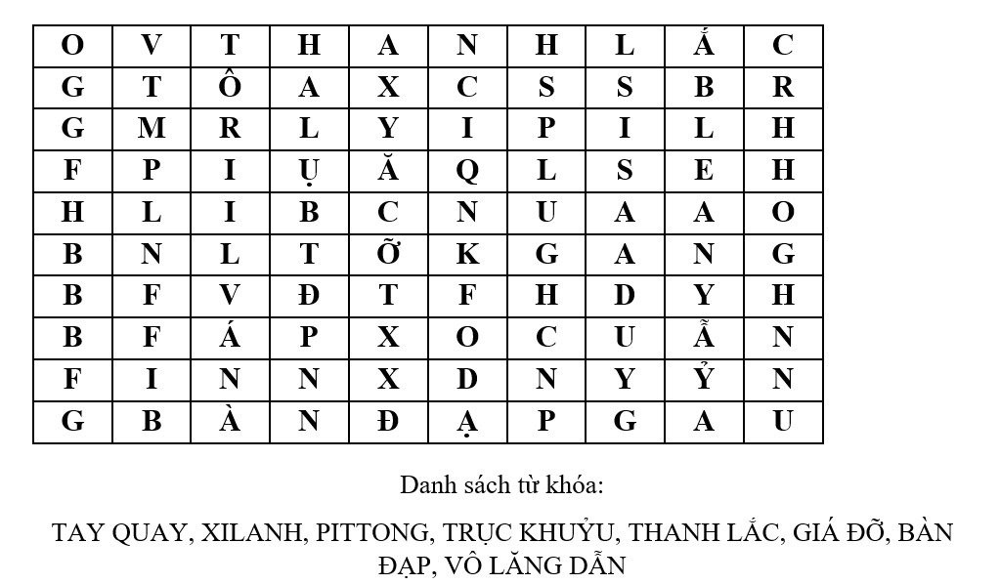 O V T H A N H L Ắ C
G T Ô A X C S S B R
G M R L Y I P I L H
F P I Ụ Ă Q L S E H
H L I B C N U A A O
B N L T Ỡ K G A N G
B F V Đ T F H D Y H
B F Á P X O C U Ẫ N
F I N N X D N Y Ỷ N
G B À N Đ Ạ P G A U
Danh sách từ khóa:
TAY QUAY, XILANH, PITTONG, TRỤC KHUỶU, THANH LẮC, GIÁ ĐỠ, BÀN
ĐẠP, VÔ LĂNG DẪN